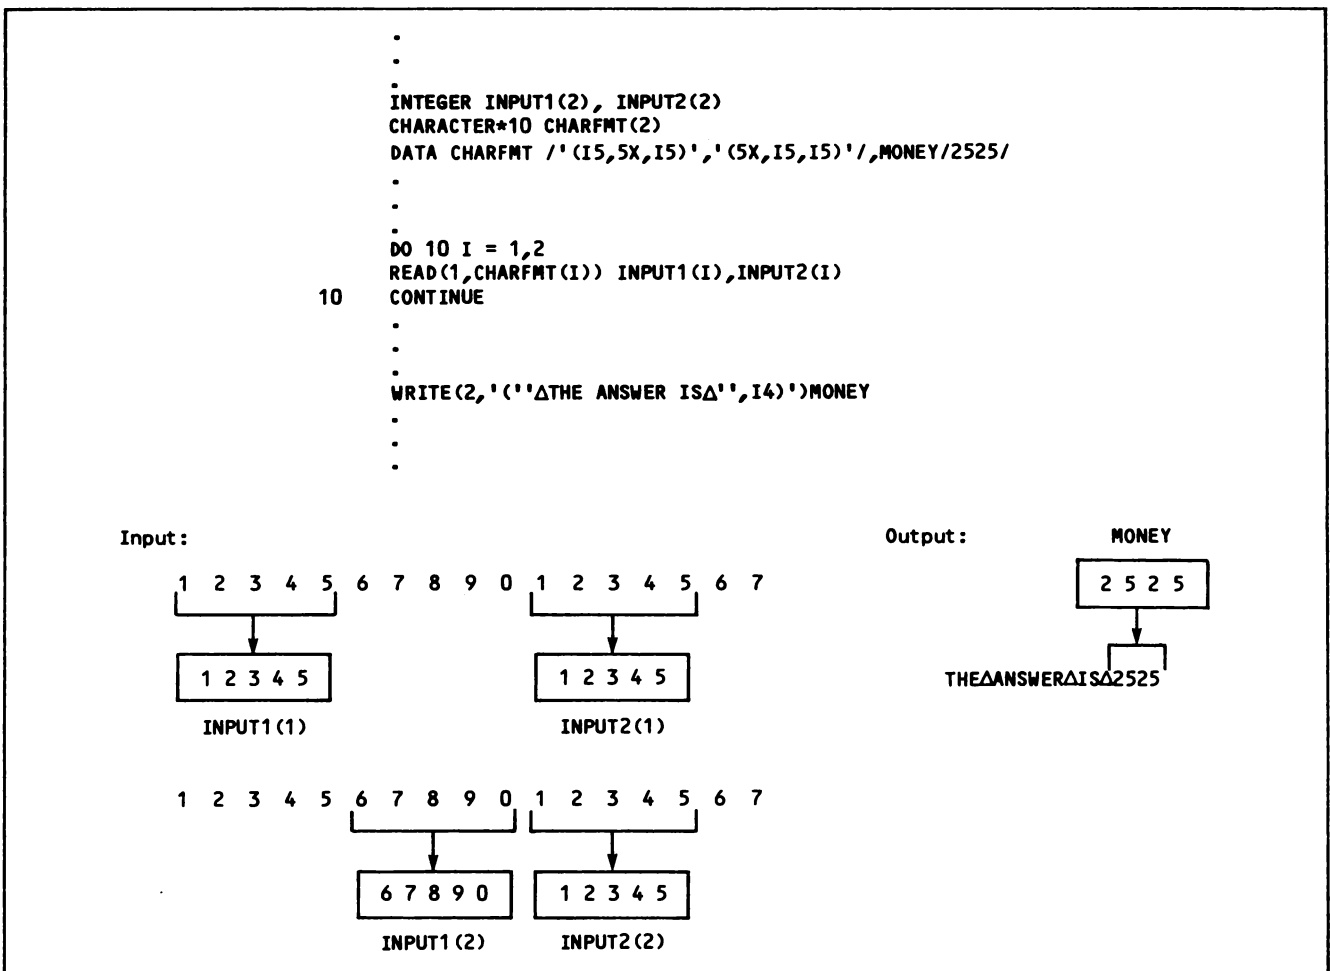 .
.
.
INTEGER INPUT1(2), INPUT2(2)
CHARACTER*10 CHARFMT(2)
DATA CHARFMT /'(I5,5X,I5)','(5X,I5,I5)'/,MONEY/2525/
.
.
.
DO 10 I = 1,2
READ(1,CHARFMT(I)) INPUT1(I),INPUT2(I)
10 CONTINUE
.
.
.
WRITE(2,'(''ΔTHE ANSWER ISΔ'',I4)')MONEY
.
.
.
Input:
1 2 3 4 5 6 7 8 9 0 1 2 3 4 5 6 7
1 2 3 4 5
1 2 3 4 5
INPUT1(1)
INPUT2(1)
1 2 3 4 5 6 7 8 9 0 1 2 3 4 5 6 7
6 7 8 9 0
1 2 3 4 5
INPUT1(2)
INPUT2(2)
Output:
MONEY
2 5 2 5
THEΔANSWERΔISΔ2525